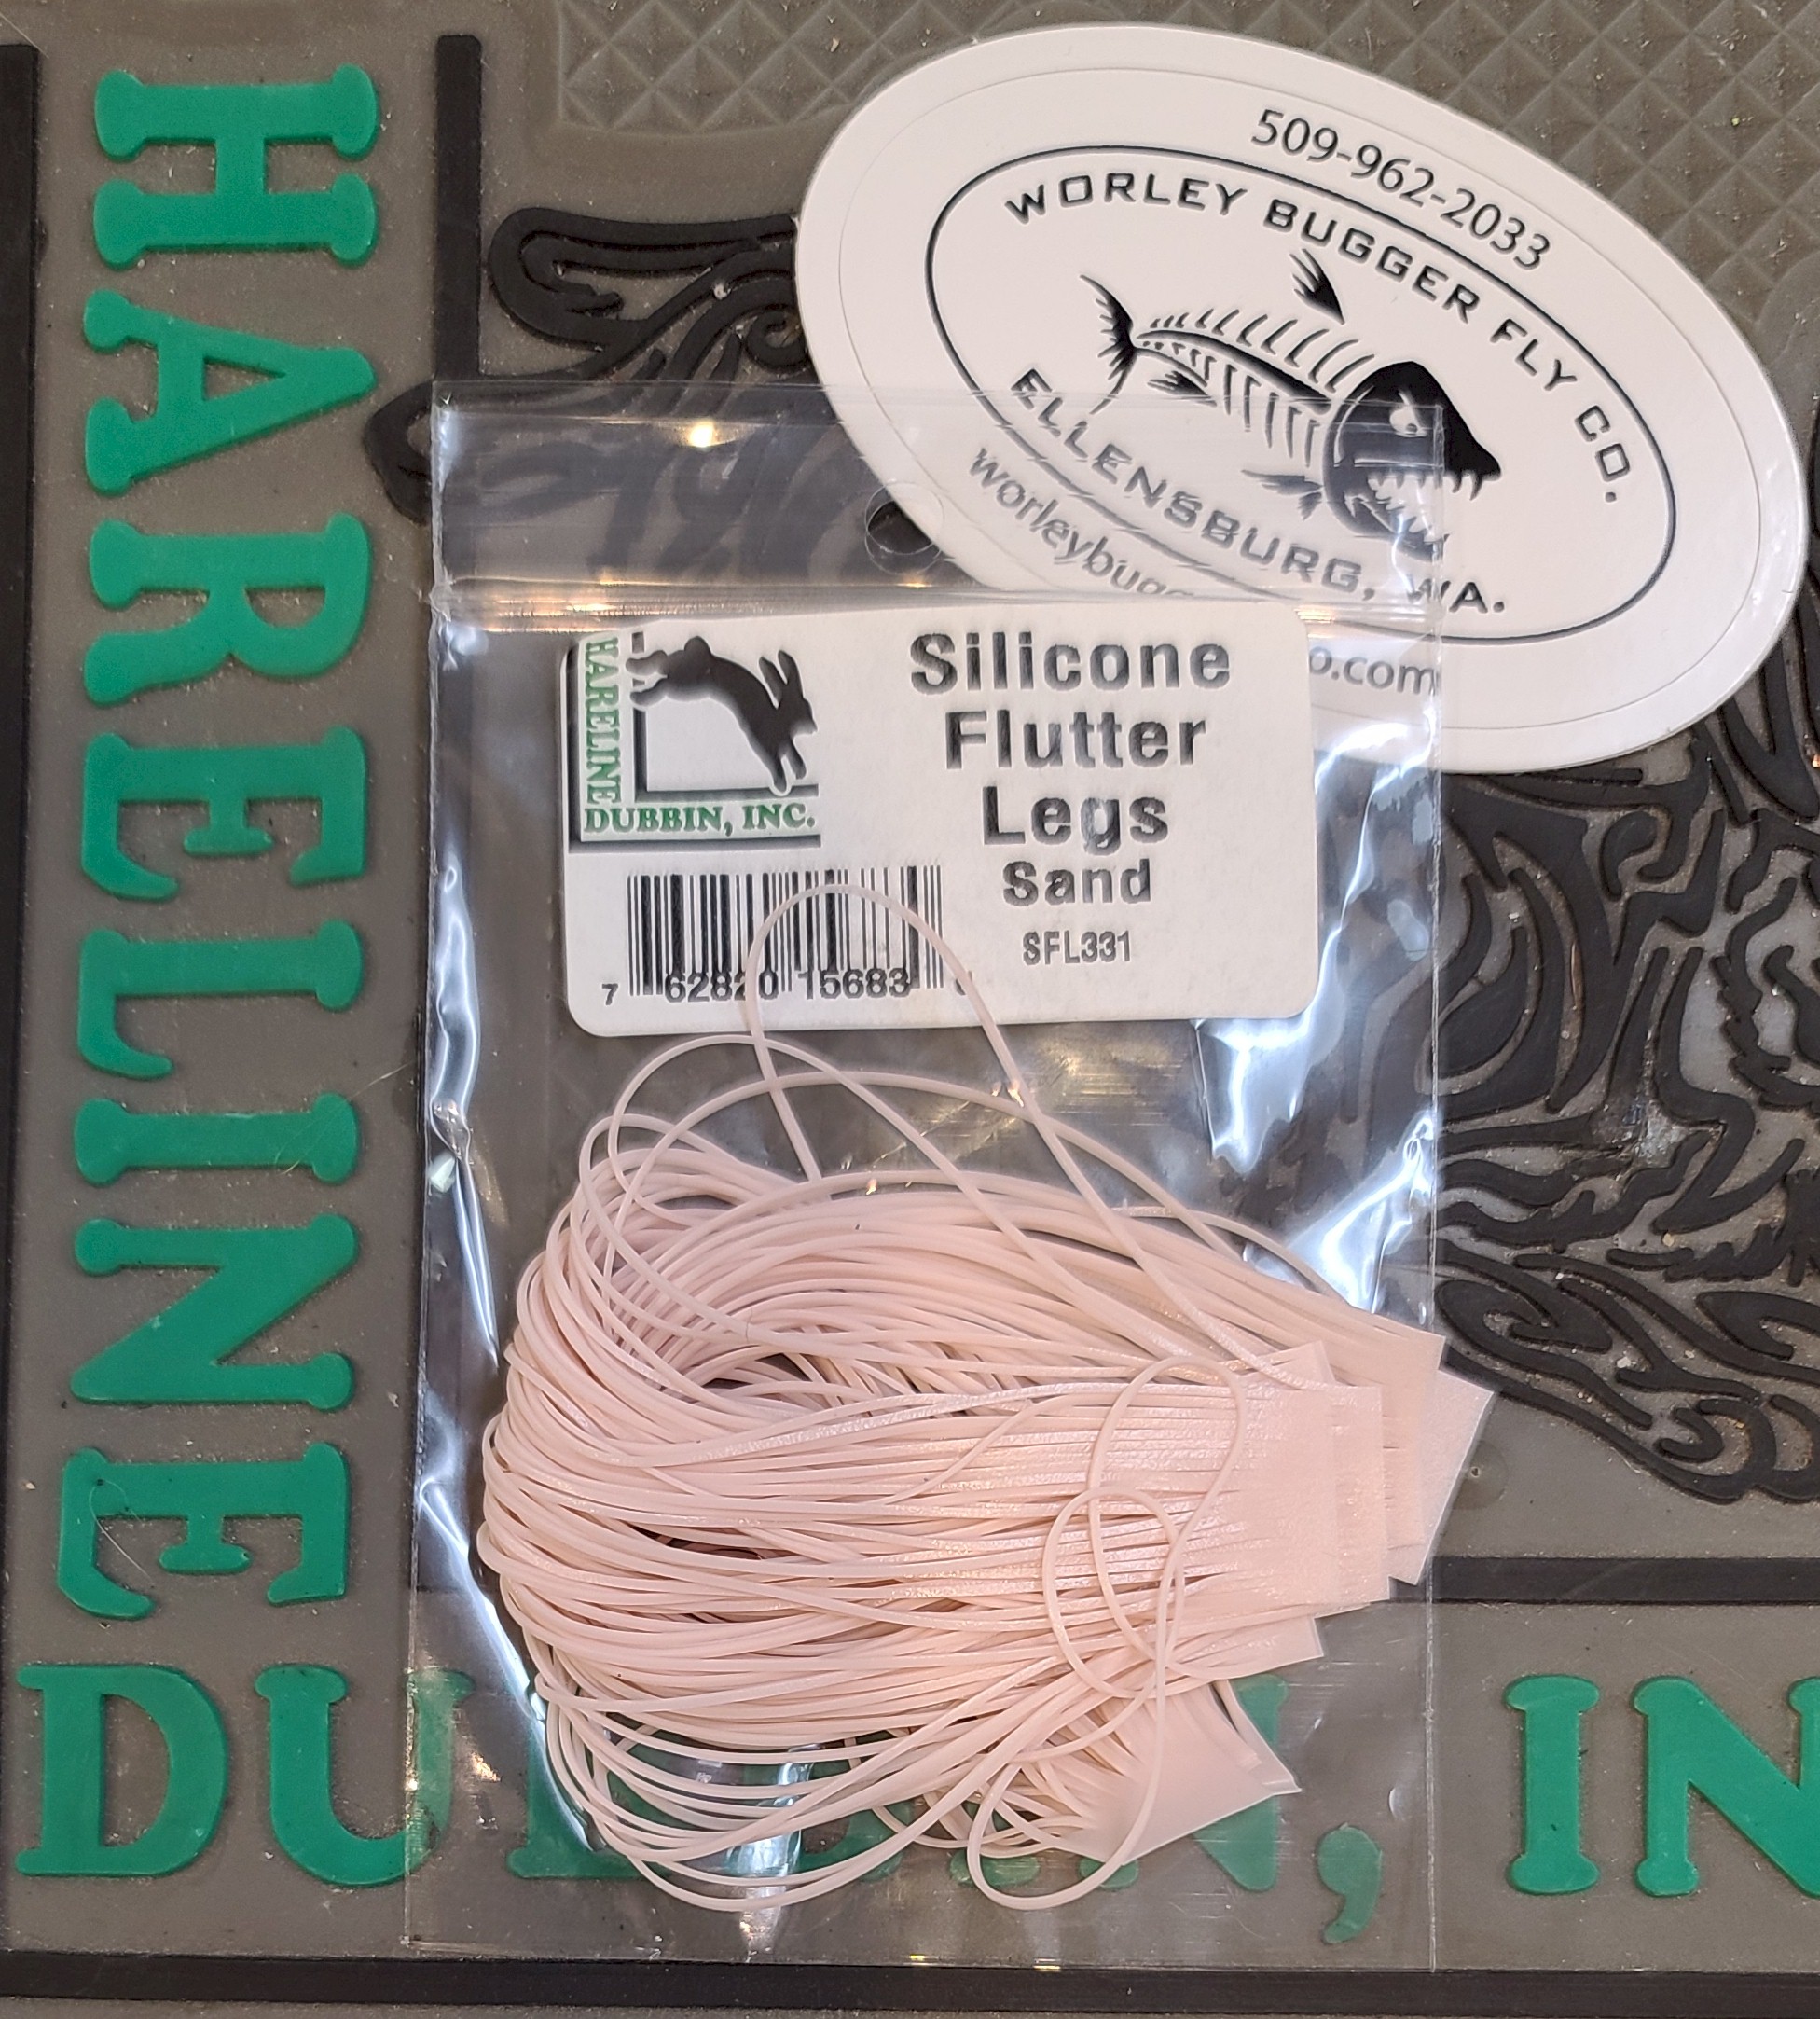 HARELINE
DUBBIN, IN
509-962-2033
WORLEY BUGGER FLY CO.
ELLENSBURG, WA.
HARELINE
DUBBIN, INC.
Silicone
Flutter
Legs
Sand
SFL331
7 62820 15683